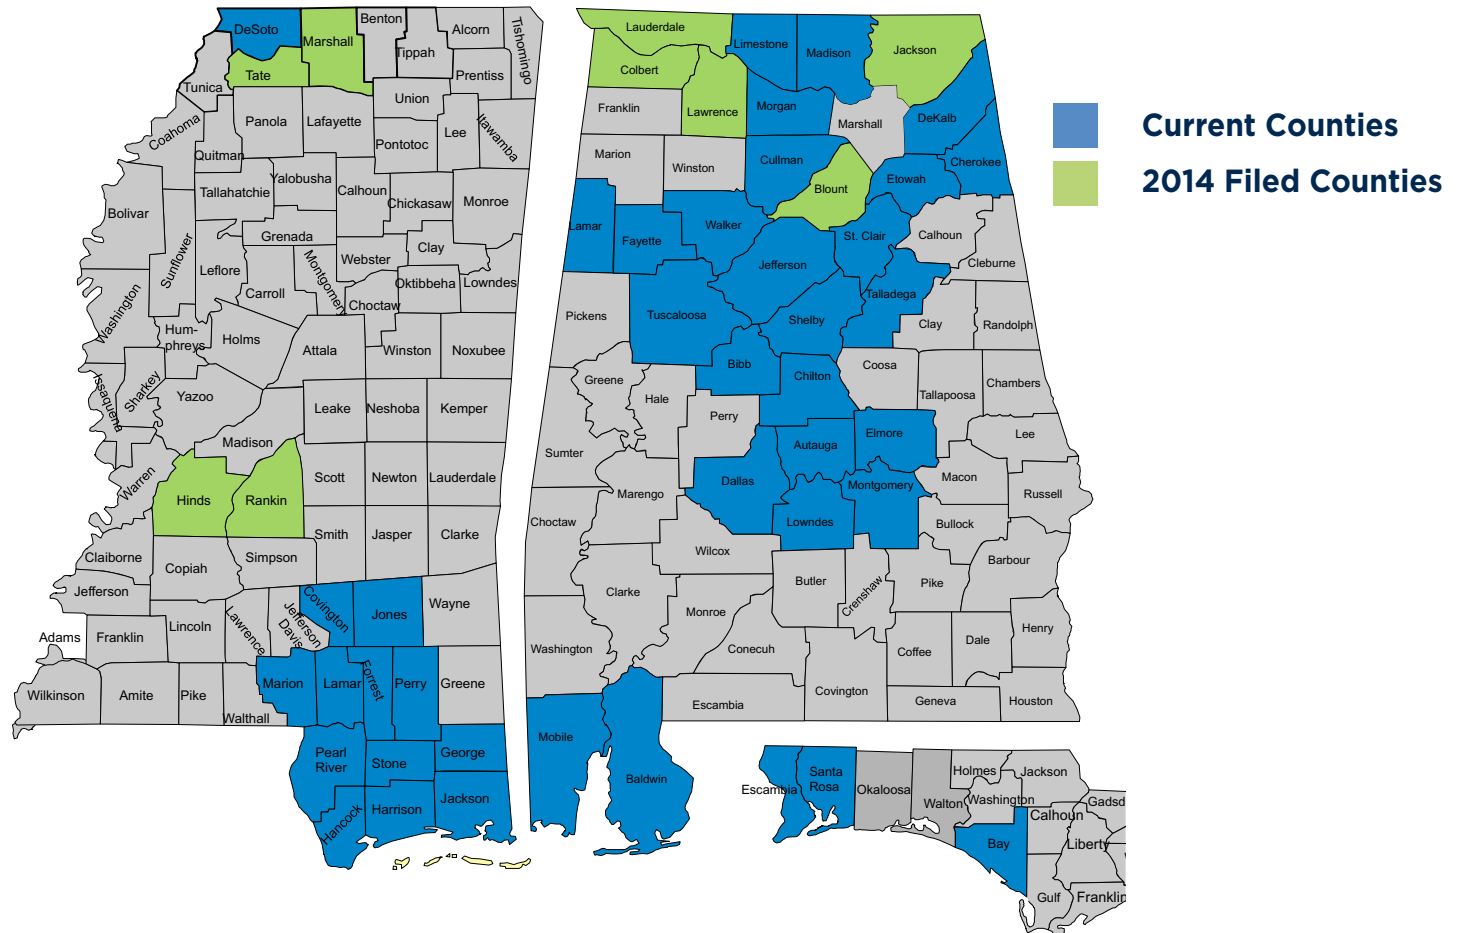 DeSoto
Marshall
Benton
Tippah
Alcorn
Tishomingo
Tate
Tunica
Prentiss
Union
Coahoma
Panola
Lafayette
Lee
Itawamba
Pontotoc
Quitman
Yalobusha
Tallahatchie
Calhoun
Chickasaw
Monroe
Bolivar
Sunflower
Grenada
Clay
Webster
Leflore
Montgomery
Carroll
Oktibbeha
Lowndes
Choctaw
Washington
Hum-
phreys
Holms
Attala
Winston
Noxubee
Issaquena
Sharkey
Yazoo
Leake
Neshoba
Kemper
Madison
Warren
Hinds
Rankin
Scott
Newton
Lauderdale
Smith
Jasper
Clarke
Claiborne
Copiah
Simpson
Jefferson
Covington
Jones
Wayne
Adams
Franklin
Lincoln
Lawrence
Jefferson
Davis
Wilkinson
Amite
Pike
Walthall
Marion
Lamar
Forrest
Perry
Greene
Pearl
River
Stone
George
Hancock
Harrison
Jackson
Lauderdale
Limestone
Madison
Jackson
Colbert
Franklin
Lawrence
Morgan
Marshall
DeKalb
Marion
Winston
Cullman
Blount
Etowah
Cherokee
Lamar
Fayette
Walker
Jefferson
St. Clair
Calhoun
Cleburne
Pickens
Tuscaloosa
Shelby
Talladega
Clay
Randolph
Greene
Hale
Bibb
Chilton
Coosa
Tallapoosa
Chambers
Perry
Sumter
Autauga
Elmore
Lee
Marengo
Dallas
Montgomery
Macon
Russell
Choctaw
Lowndes
Bullock
Wilcox
Barbour
Clarke
Butler
Crenshaw
Pike
Monroe
Washington
Conecuh
Coffee
Dale
Henry
Escambia
Covington
Geneva
Houston
Mobile
Baldwin
Escambia
Santa
Rosa
Okaloosa
Walton
Holmes
Jackson
Washington
Gadsd
Calhoun
Bay
Liberty
Gulf
Franklin
Current Counties
2014 Filed Counties